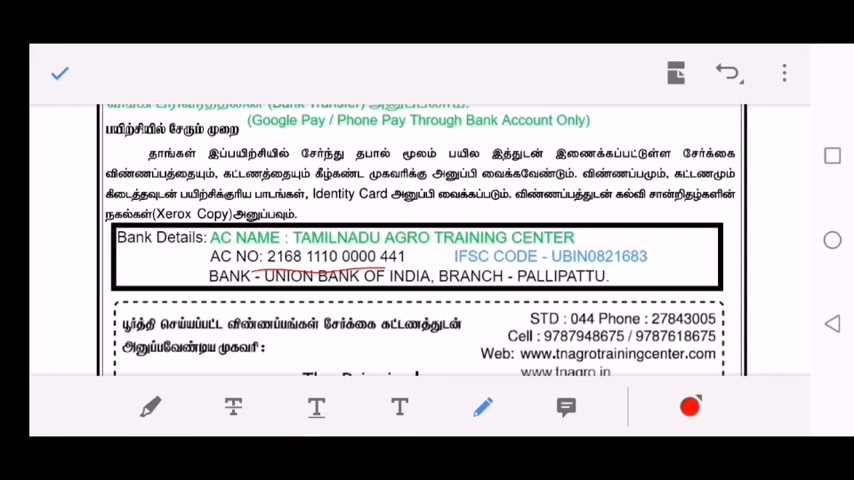 (Google Pay / Phone Pay Through Bank Account Only)
பயிற்சியில் சேரும் முறை
தாங்கள் இப்பயிற்சியில் சேர்ந்து தபால் மூலம் பயில இத்துடன் இணைக்கப்பட்டுள்ள சேர்க்கை
விண்ணப்பத்தையும், கட்டணத்தையும் கீழ்கண்ட முகவரிக்கு அனுப்பி வைக்கவேண்டும். விண்ணப்பமும், கட்டணமும்
கிடைத்தவுடன் பயிற்சிக்குரிய பாடங்கள், Identity Card அனுப்பி வைக்கப்படும். விண்ணப்பத்துடன் கல்வி சான்றிதழ்களின்
நகல்கள்(Xerox Copy)அனுப்பவும்.
Bank Details: AC NAME : TAMILNADU AGRO TRAINING CENTER
AC NO: 2168 1110 0000 441 IFSC CODE - UBIN0821683
BANK - UNION BANK OF INDIA, BRANCH - PALLIPATTU.
பூர்த்தி செய்யப்பட்ட விண்ணப்பங்கள் சேர்க்கை கட்டணத்துடன்
அனுப்பவேண்டிய முகவரி :
STD : 044 Phone : 27843005
Cell : 9787948675 / 9787618675
Web: www.tnagrotrainingcenter.com
www.tnagro.in